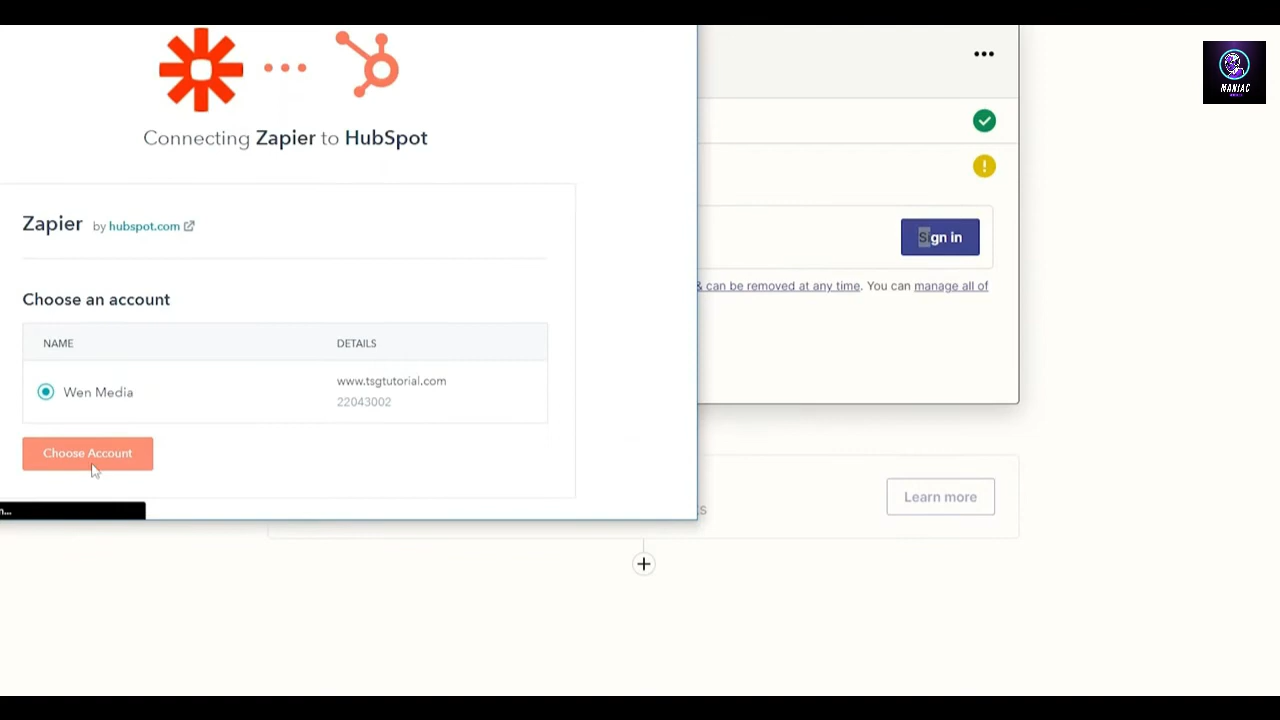 Connecting Zapier to HubSpot
Zapier by hubspot.com
Choose an account
NAME DETAILS
Wen Media
www.tsgtutorial.com
22043002
Choose Account
Sign in
& can be removed at any time. You can manage all of
Learn more
MANIAC